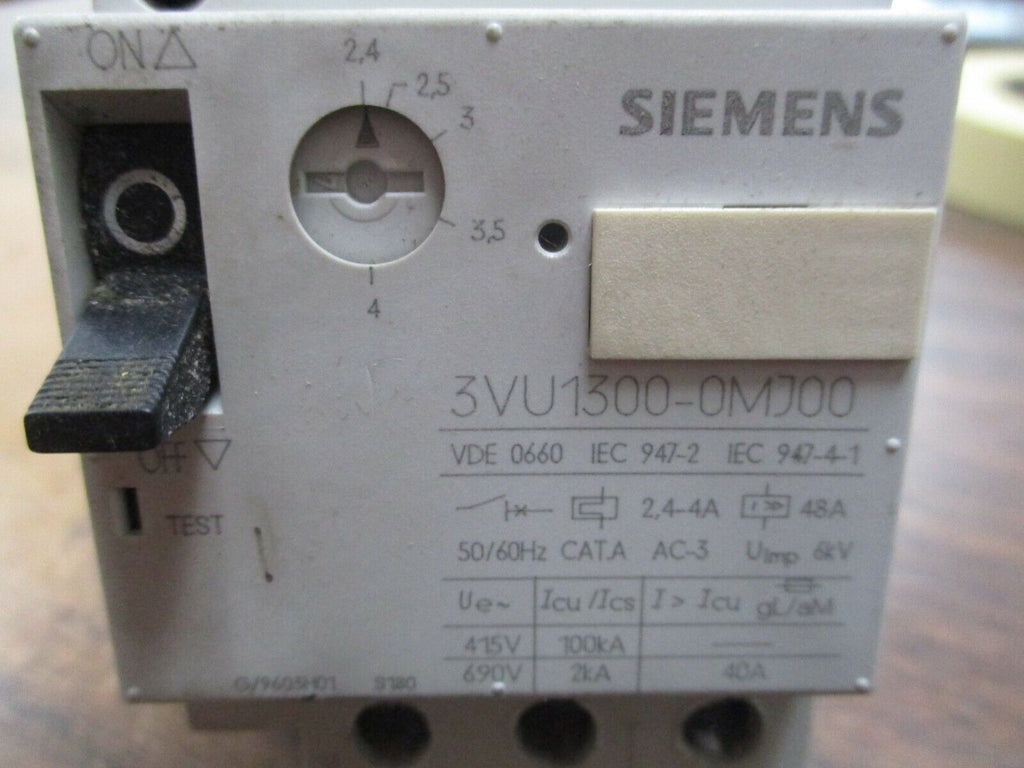 ON
2,4
2,5
3
3,5
4
SIEMENS
OFF
TEST
3VU1300-0MJ00
VDE 0660 IEC 947-2 IEC 947-4-1
2,4-4A I>> 48A
50/60Hz CAT.A AC-3 Uimp 6kV
Ue~ Icu/Ics I> Icu gL/aM
415V 100kA —
690V 2kA 40A
G/960SH01 S180